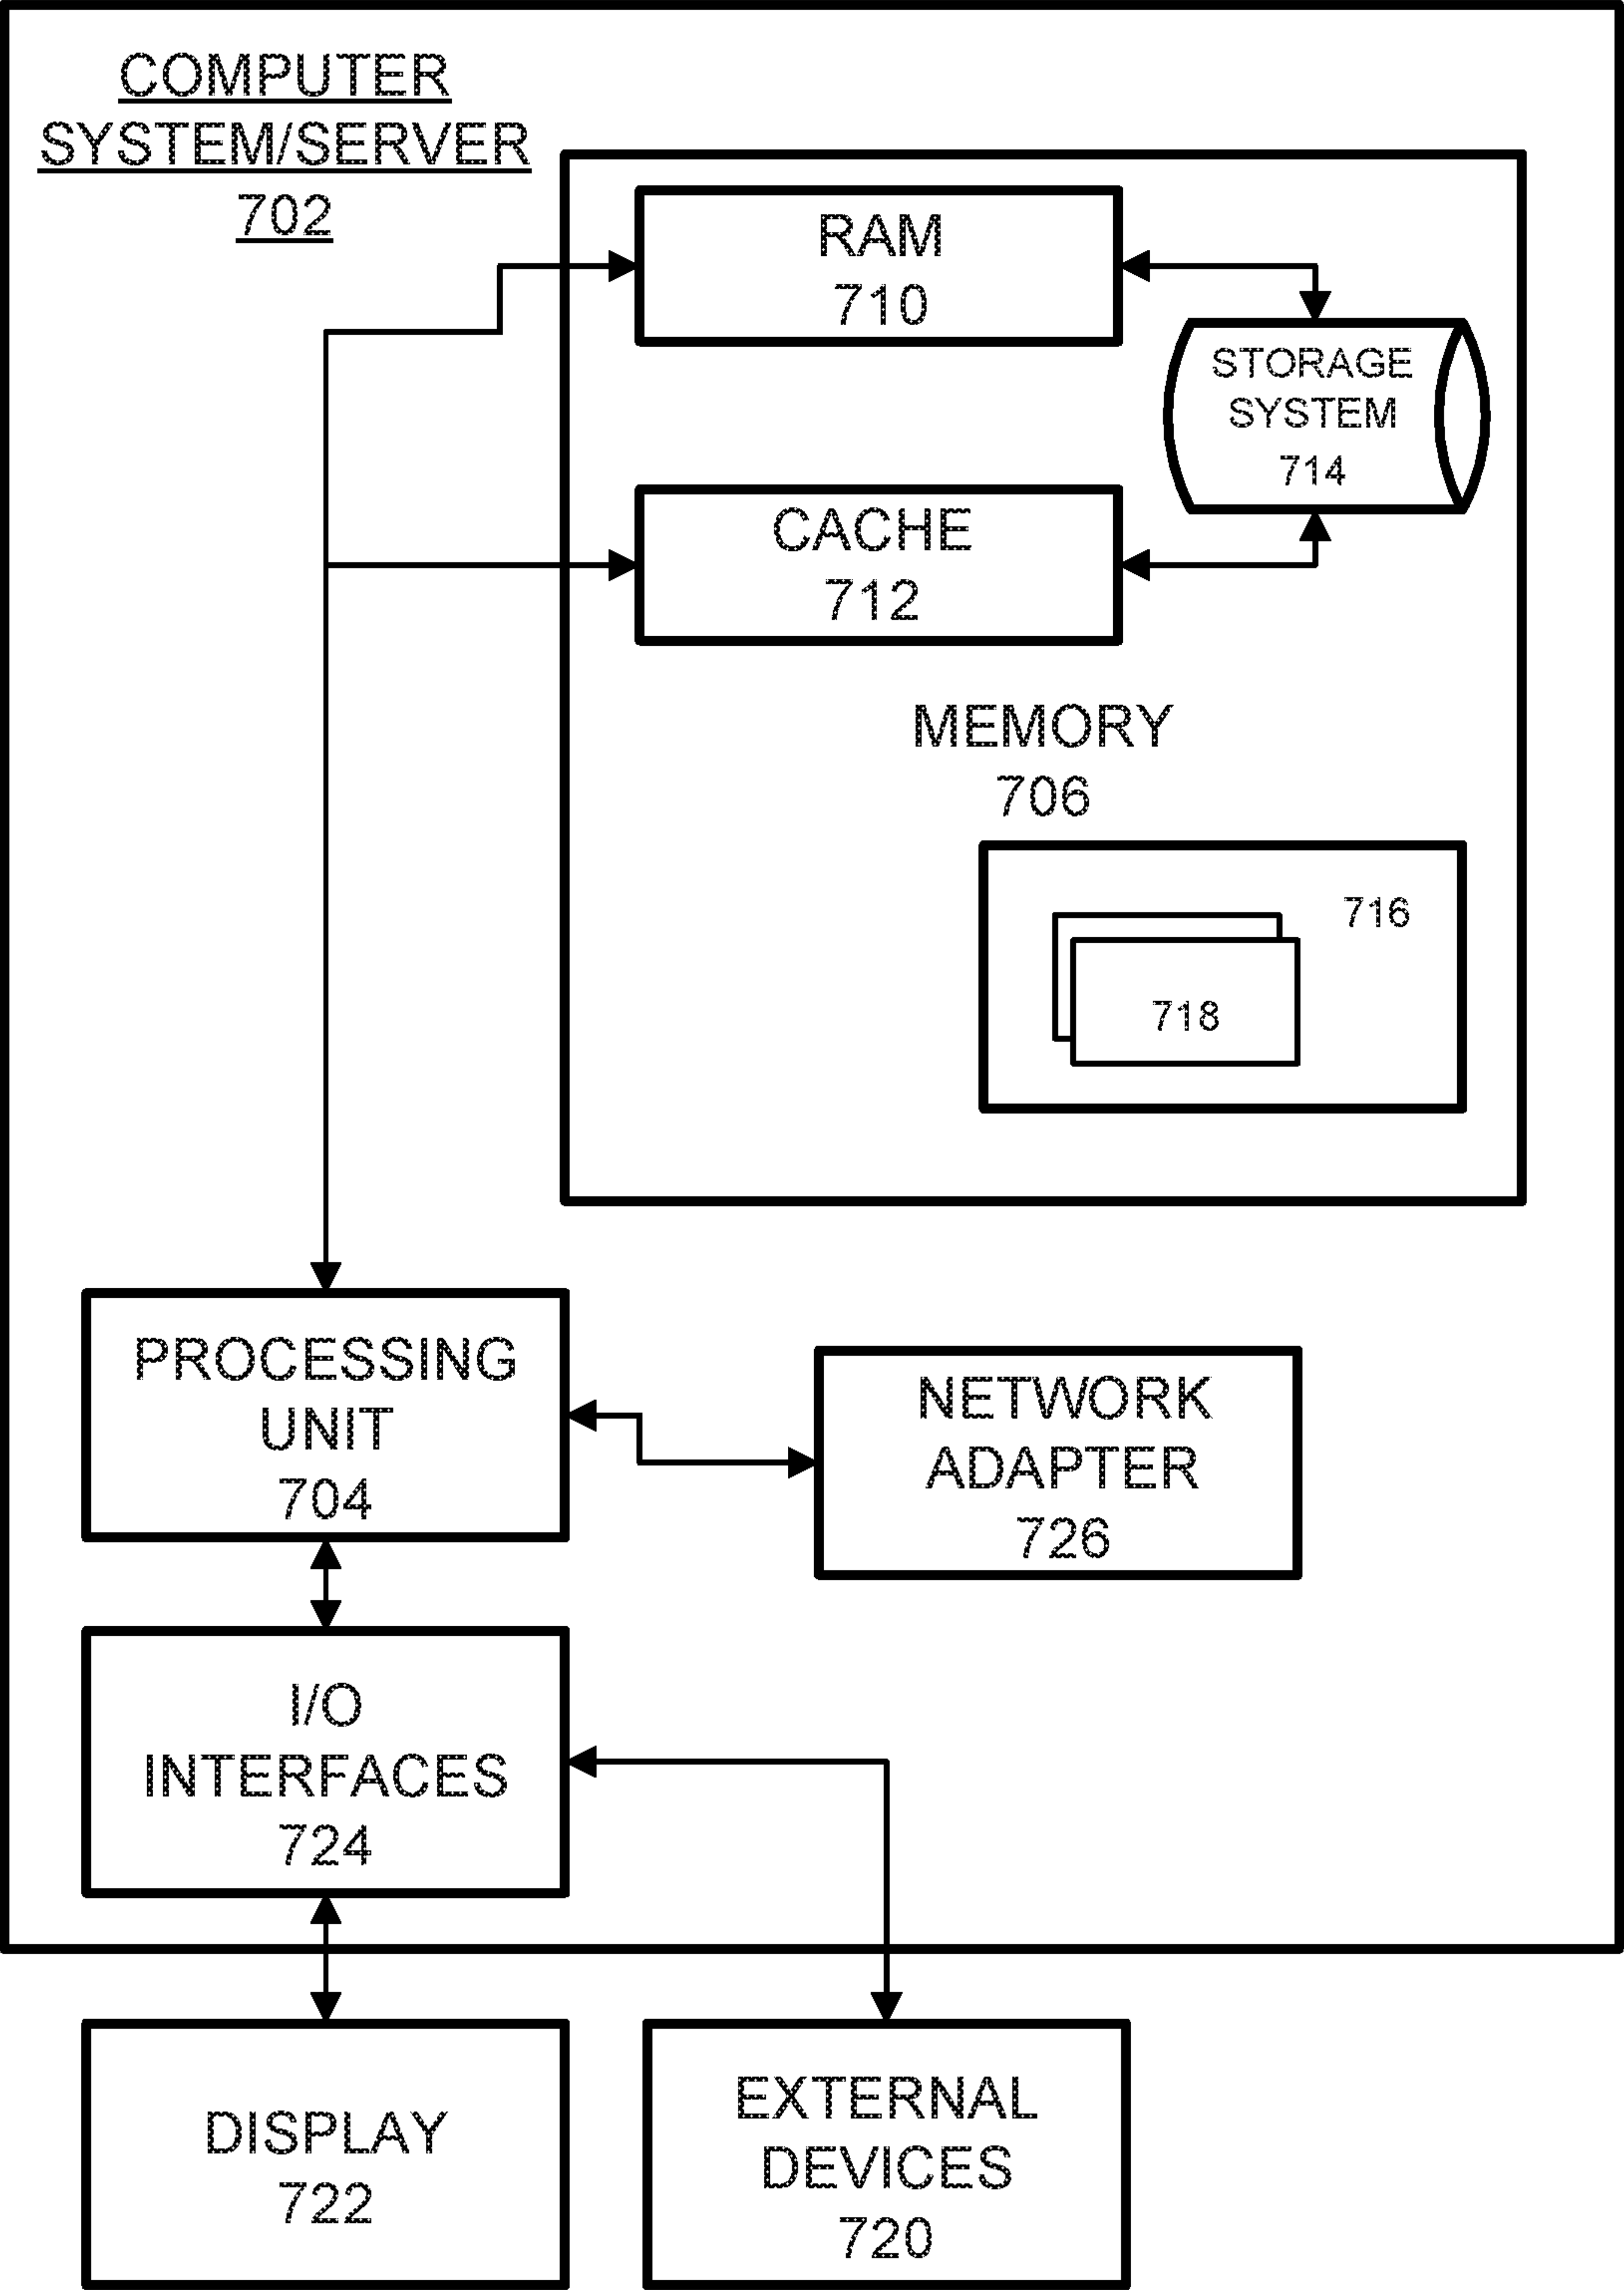 COMPUTER
SYSTEM/SERVER
702
RAM
710
STORAGE
SYSTEM
714
CACHE
712
MEMORY
706
716
718
PROCESSING
UNIT
704
NETWORK
ADAPTER
726
I/O
INTERFACES
724
DISPLAY
722
EXTERNAL
DEVICES
720